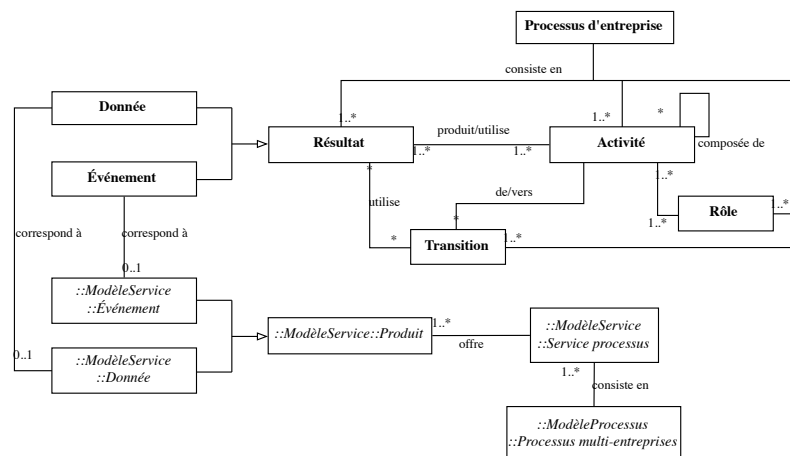 Processus d'entreprise
consiste en
Donnée
1..*
1..*
*
produit/utilise
Résultat
Activité
composée de
1..*
1..*
Événement
*
1..*
utilise
de/vers
Rôle
1..*
1..*
correspond à
correspond à
*
*
Transition
1..*
0..1
::ModèleService
::Événement
::ModèleService::Produit
1..*
offre
::ModèleService
::Service processus
0..1
::ModèleService
::Donnée
1..*
consiste en
::ModèleProcessus
::Processus multi-entreprises